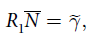 R₁N̅ = γ̃,